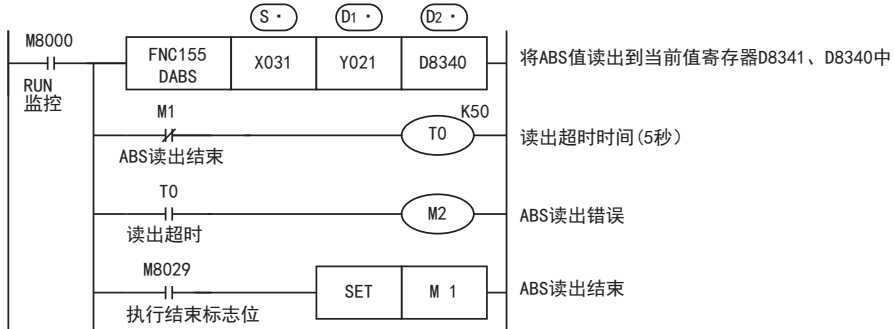 S· D1· D2·
M8000
FNC155 DABS X031 Y021 D8340 将ABS值读出到当前值寄存器D8341、D8340中
RUN
监控
M1 K50
T0 读出超时时间(5秒)
ABS读出结束
T0
M2 ABS读出错误
读出超时
M8029
SET M 1 ABS读出结束
执行结束标志位